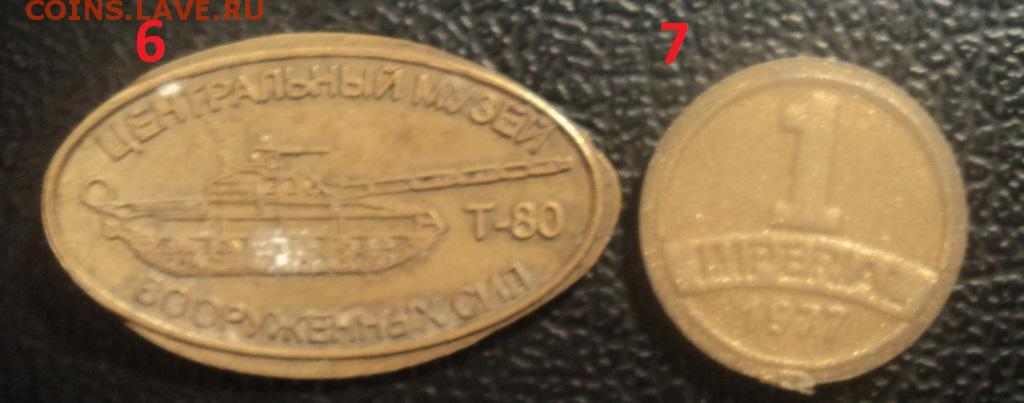 COINS.LAVE.RU
6
7
ЦЕНТРАЛЬНЫЙ МУЗЕЙ
Т-80
ВООРУЖЕННЫХ СИЛ
1
IMPERIAL
1977